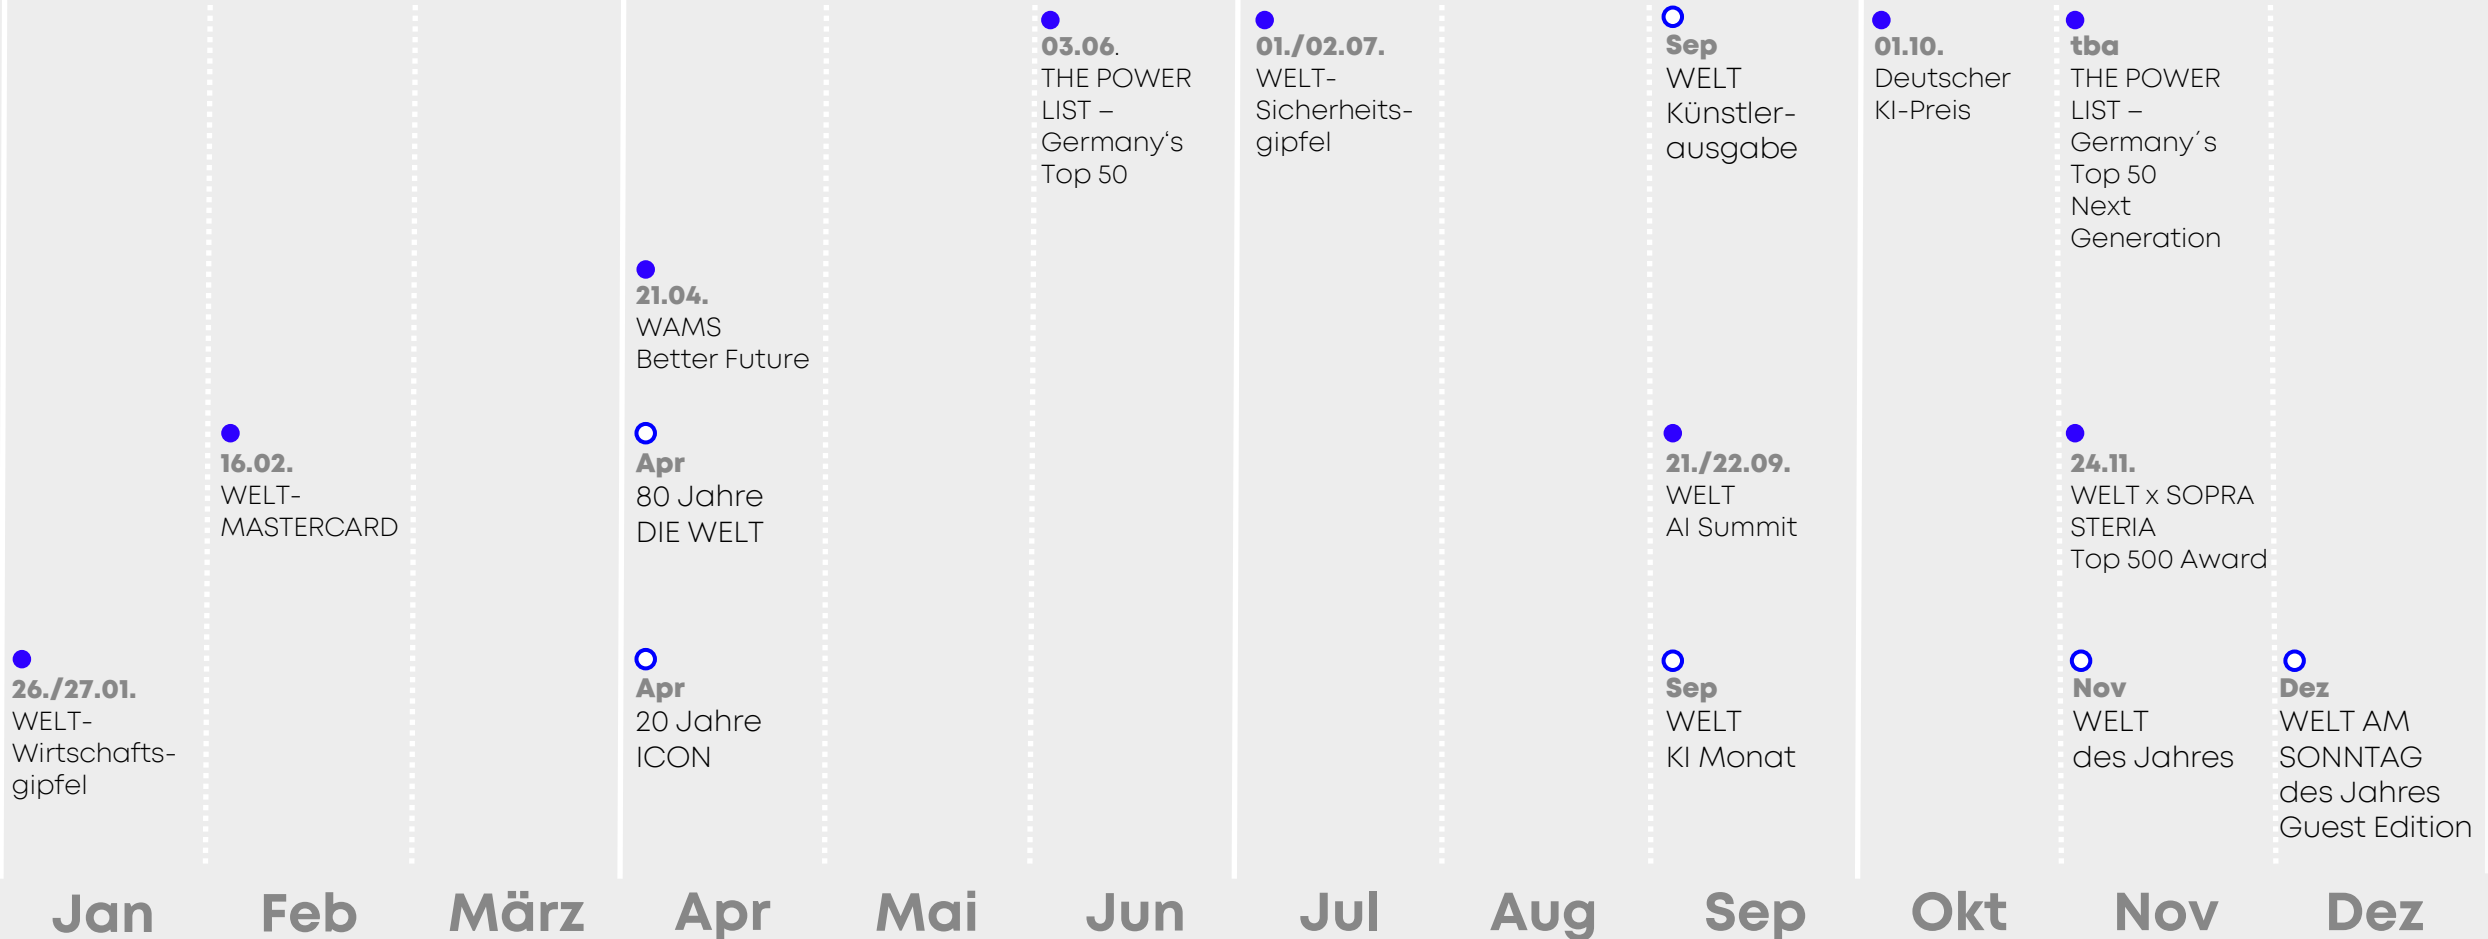 26./27.01.
WELT-
Wirtschafts-
gipfel
16.02.
WELT-
MASTERCARD
21.04.
WAMS
Better Future
Apr
80 Jahre
DIE WELT
Apr
20 Jahre
ICON
03.06.
THE POWER
LIST –
Germany‘s
Top 50
01./02.07.
WELT-
Sicherheits-
gipfel
Sep
WELT
Künstler-
ausgabe
21./22.09.
WELT
AI Summit
Sep
WELT
KI Monat
01.10.
Deutscher
KI-Preis
tba
THE POWER
LIST –
Germany´s
Top 50
Next
Generation
24.11.
WELT x SOPRA
STERIA
Top 500 Award
Nov
WELT
des Jahres
Dez
WELT AM
SONNTAG
des Jahres
Guest Edition
Jan
Feb
März
Apr
Mai
Jun
Jul
Aug
Sep
Okt
Nov
Dez